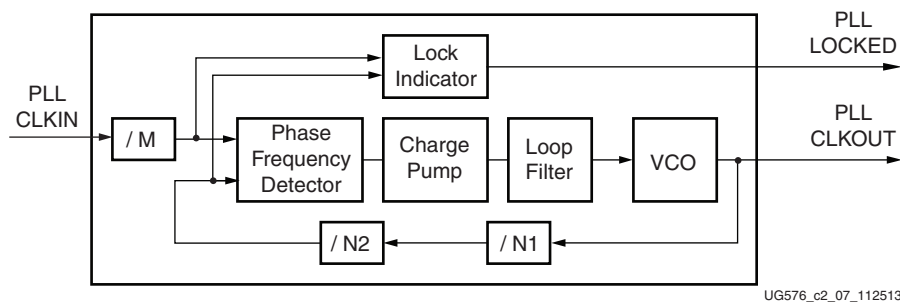 PLL
LOCKED
Lock
Indicator
PLL
CLKIN
PLL
CLKOUT
/ M
Phase
Frequency
Detector
Charge
Pump
Loop
Filter
VCO
/ N2
/ N1
UG576_c2_07_112513